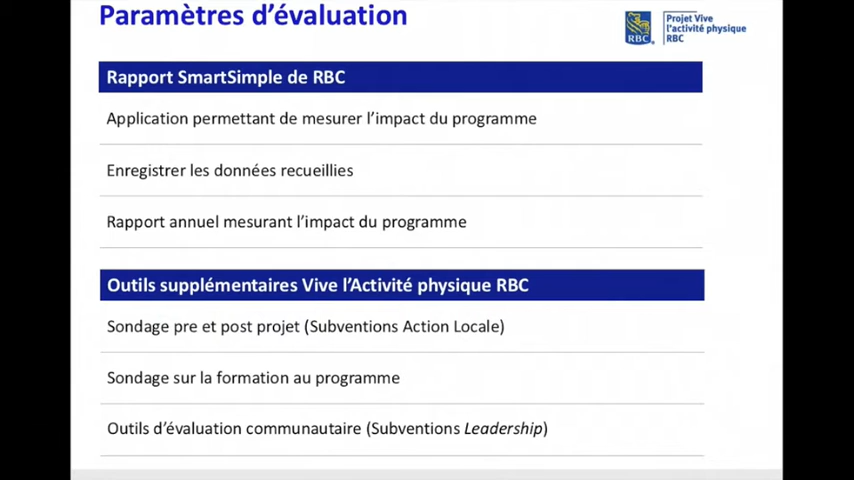 Paramètres d'évaluation
RBC
Projet Vive
l'activité physique
RBC
Rapport SmartSimple de RBC
Application permettant de mesurer l'impact du programme
Enregistrer les données recueillies
Rapport annuel mesurant l'impact du programme
Outils supplémentaires Vive l'Activité physique RBC
Sondage pre et post projet (Subventions Action Locale)
Sondage sur la formation au programme
Outils d'évaluation communautaire (Subventions Leadership)